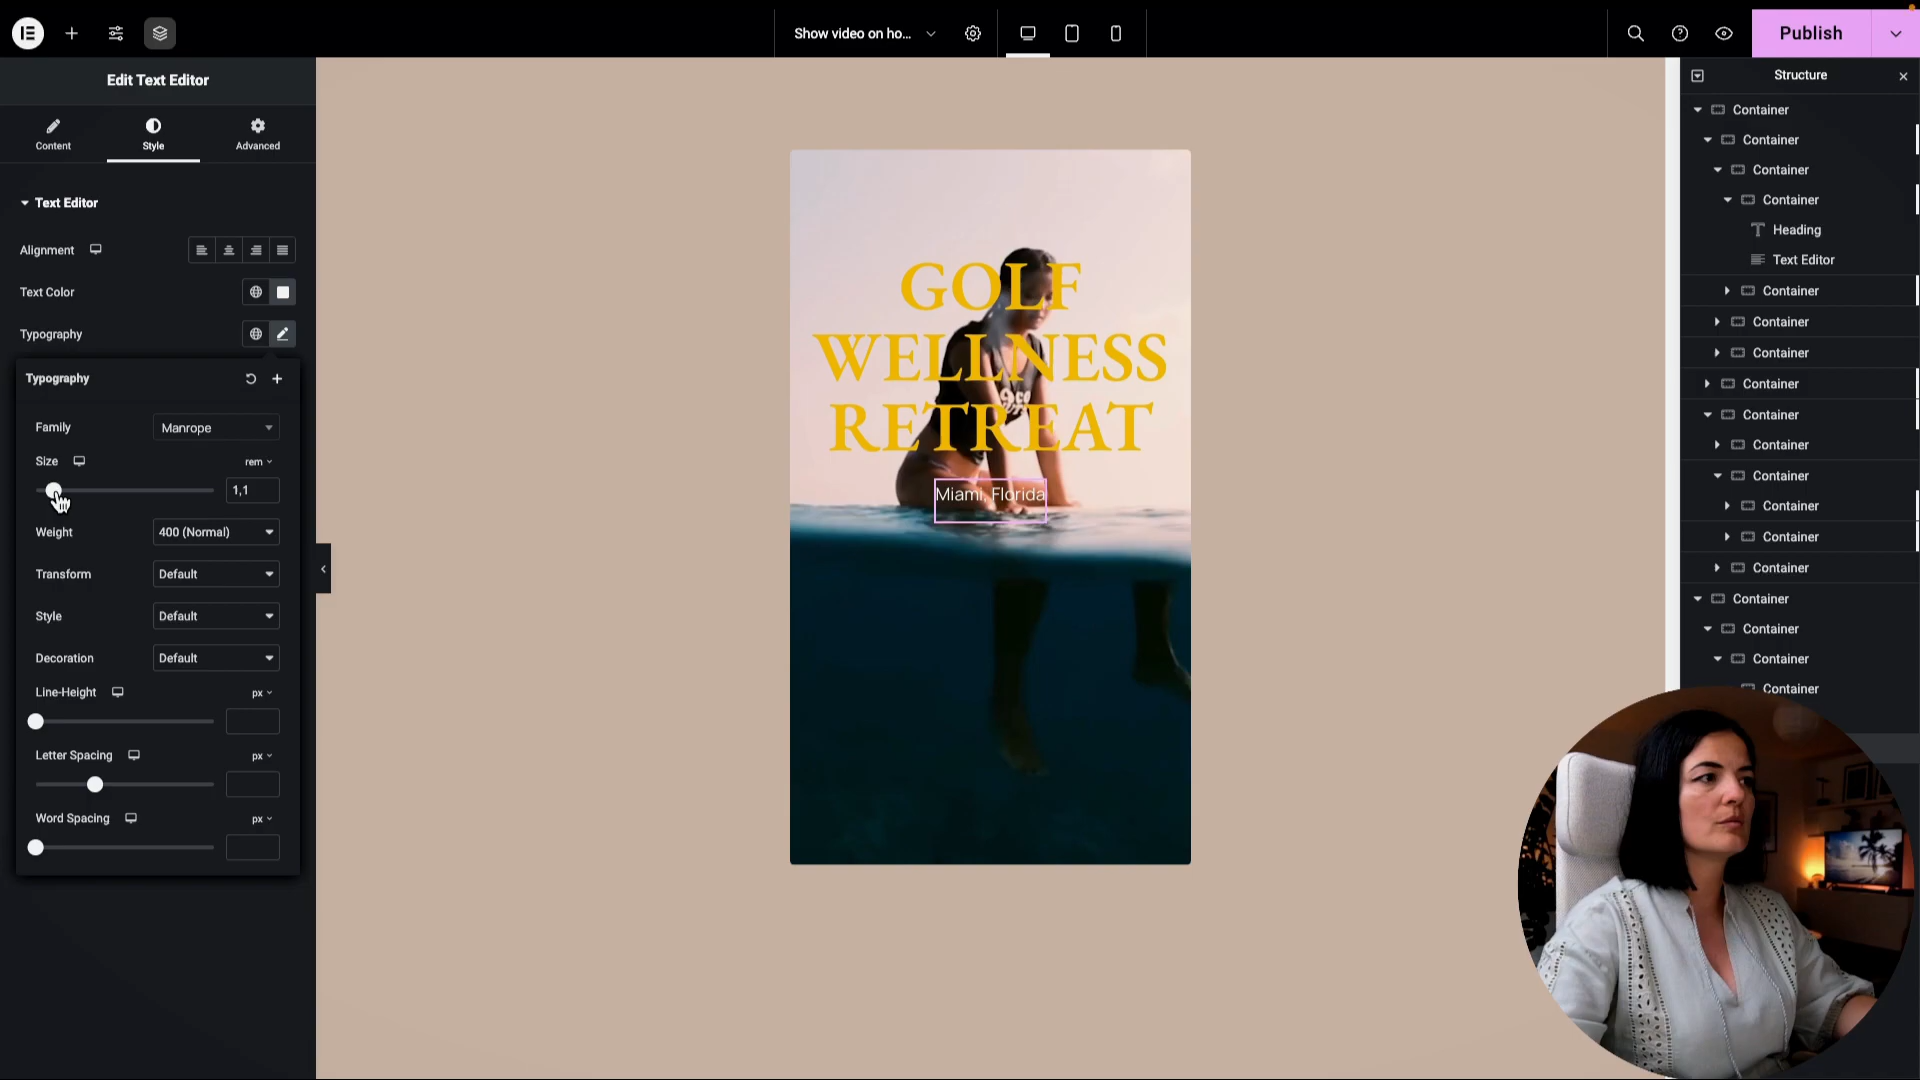 Show video on ho...
Publish
Edit Text Editor
Structure
Content
Style
Advanced
Text Editor
Alignment
Text Color
Typography
Typography
Family
Manrope
Size
rem
1,1
Weight
400 (Normal)
Transform
Default
Style
Default
Decoration
Default
Line-Height
px
Letter Spacing
px
Word Spacing
px
GOLF
WELLNESS
RETREAT
Miami, Florida
Container
Container
Container
Container
Heading
Text Editor
Container
Container
Container
Container
Container
Container
Container
Container
Container
Container
Container
Container
Container
Container